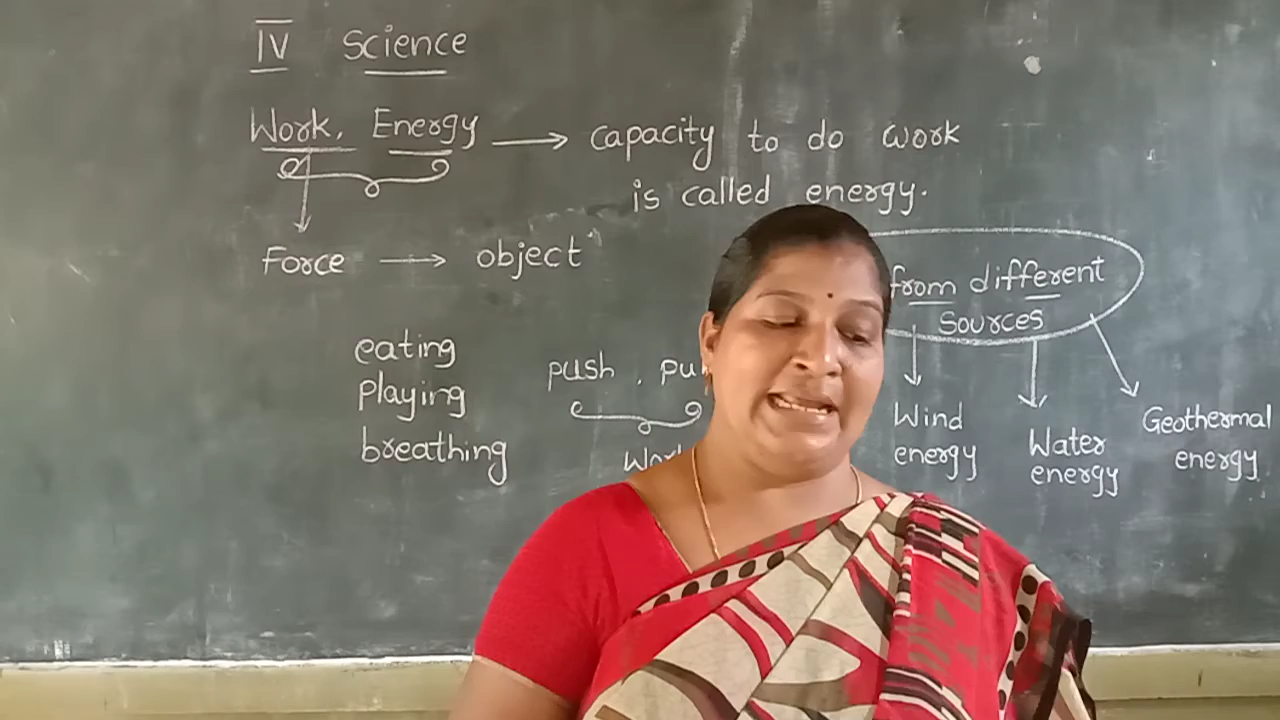 IV Science
Work, Energy → capacity to do work
is called energy.
Force → object
from different
sources
eating
playing
breathing
push, pu
Wind
energy
Water
energy
Geothermal
energy